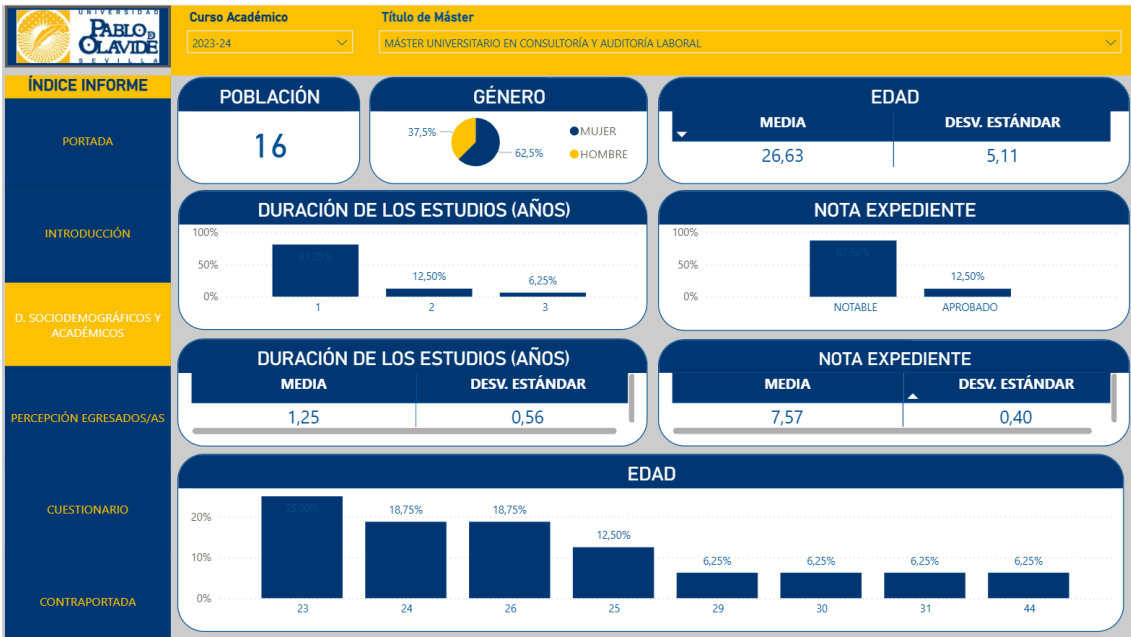 UNIVERSIDAD
PABLO DE
OLAVIDE
SEVILLA
Curso Académico
2023-24
Título de Máster
MÁSTER UNIVERSITARIO EN CONSULTORÍA Y AUDITORÍA LABORAL
ÍNDICE INFORME
PORTADA
INTRODUCCIÓN
D. SOCIODEMOGRÁFICOS Y
ACADÉMICOS
PERCEPCIÓN EGRESADOS/AS
CUESTIONARIO
CONTRAPORTADA
POBLACIÓN
16
GÉNERO
37,5%
62,5%
MUJER
HOMBRE
EDAD
MEDIA DESV. ESTÁNDAR
26,63 5,11
DURACIÓN DE LOS ESTUDIOS (AÑOS)
100%
50%
0%
81,25% 12,50% 6,25%
1 2 3
NOTA EXPEDIENTE
100%
50%
0%
87,50% 12,50%
NOTABLE APROBADO
DURACIÓN DE LOS ESTUDIOS (AÑOS)
MEDIA DESV. ESTÁNDAR
1,25 0,56
NOTA EXPEDIENTE
MEDIA DESV. ESTÁNDAR
7,57 0,40
EDAD
20%
10%
0%
25,00% 18,75% 18,75% 12,50% 6,25% 6,25% 6,25% 6,25%
23 24 26 25 29 30 31 44